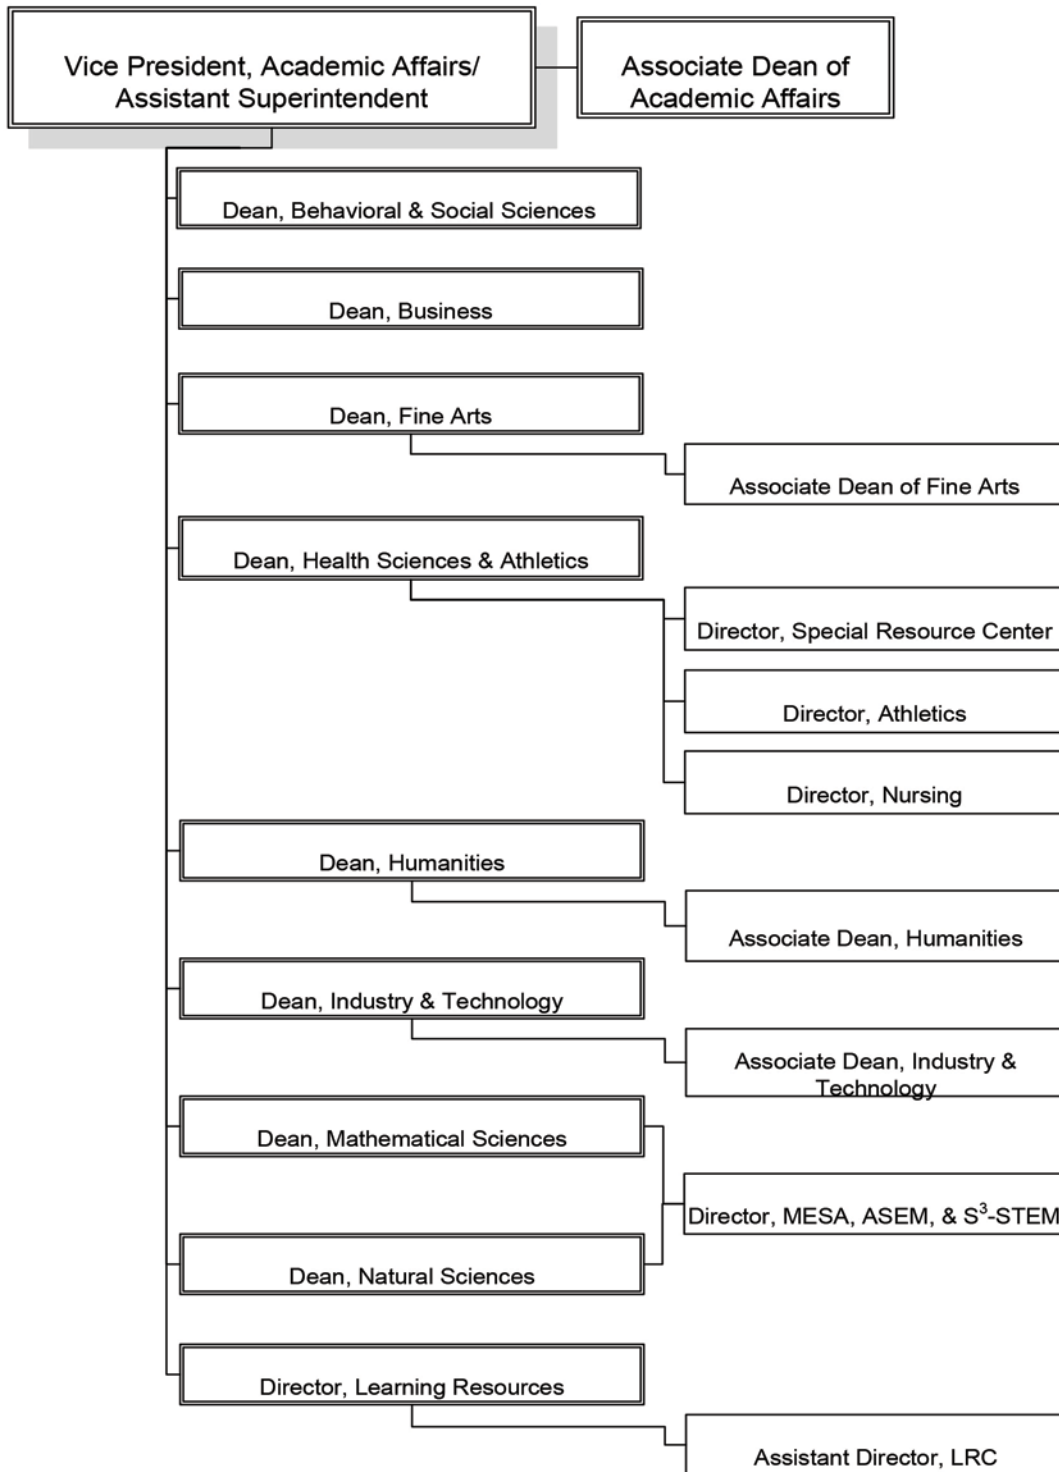 Vice President, Academic Affairs/
Assistant Superintendent
Associate Dean of
Academic Affairs
Dean, Behavioral & Social Sciences
Dean, Business
Dean, Fine Arts
Associate Dean of Fine Arts
Dean, Health Sciences & Athletics
Director, Special Resource Center
Director, Athletics
Director, Nursing
Dean, Humanities
Associate Dean, Humanities
Dean, Industry & Technology
Associate Dean, Industry &
Technology
Dean, Mathematical Sciences
Director, MESA, ASEM, & S³-STEM
Dean, Natural Sciences
Director, Learning Resources
Assistant Director, LRC